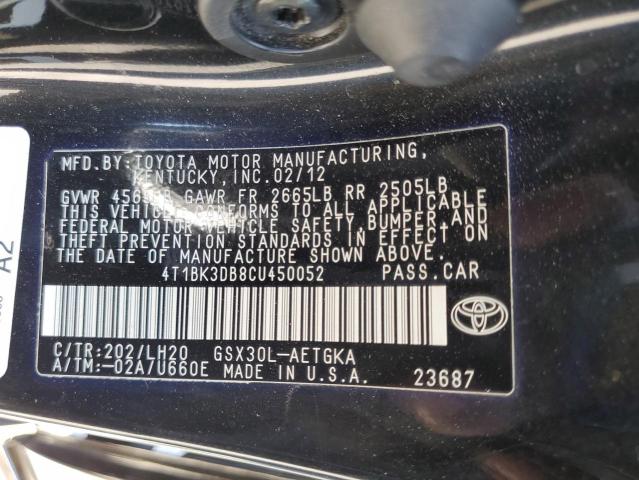 MFD. BY: TOYOTA MOTOR MANUFACTURING,
KENTUCKY, INC. 02/12
GVWR GAWR FR 2665LB RR 2505LB
THIS VEHICLE CONFORMS TO ALL APPLICABLE
FEDERAL MOTOR VEHICLE SAFETY, BUMPER, AND
THEFT PREVENTION STANDARDS IN EFFECT ON
THE DATE OF MANUFACTURE SHOWN ABOVE.
4T1BK3DB8CU450052 PASS.CAR
C/TR: 202/LH20 GSX30L-AETGKA
A/TM: -02A/U660E MADE IN U.S.A. 23687
A2